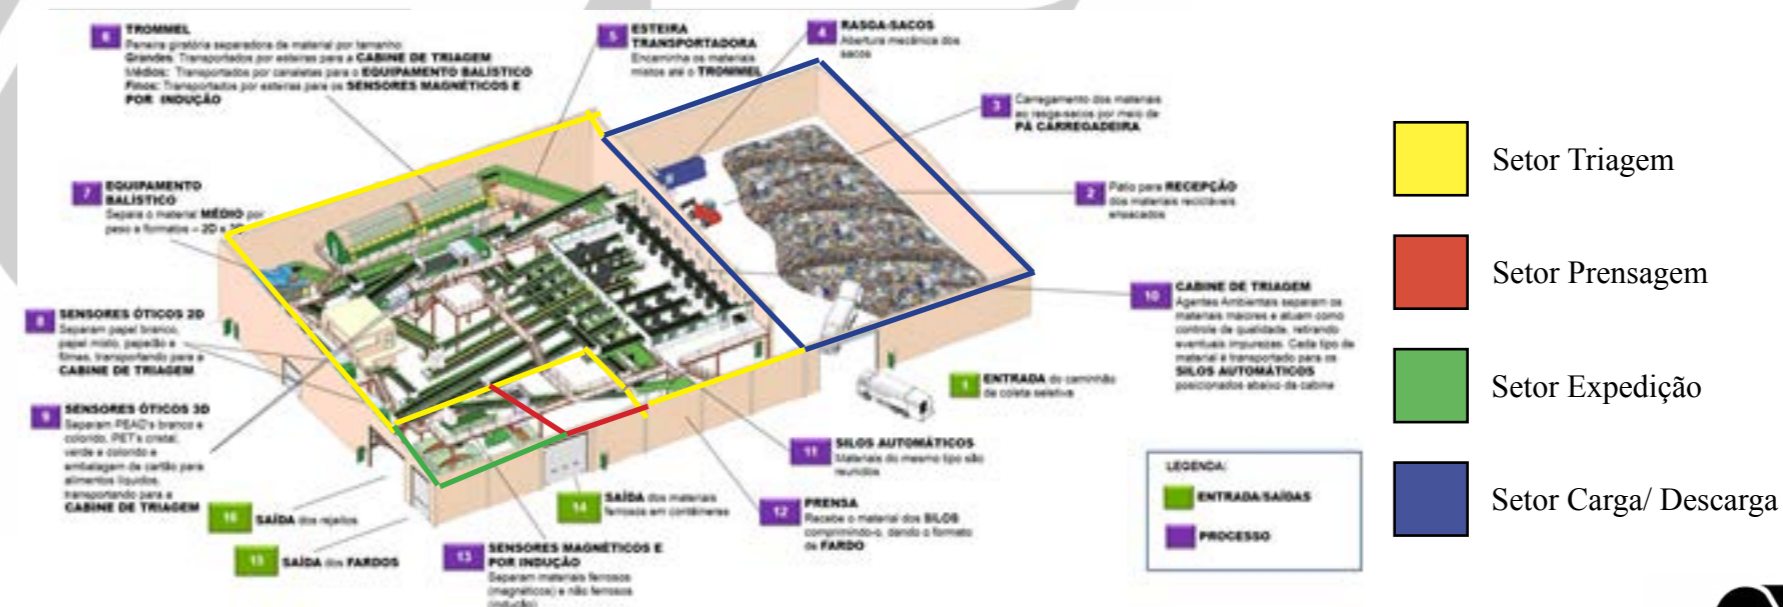 6 TROMMEL
Peneira giratória separadora de material por tamanho
Grandes: Transportados por esteiras para a CABINE DE TRIAGEM
Médios: Transportados por canaletas para o EQUIPAMENTO BALÍSTICO
Finos: Transportados por esteiras para os SENSORES MAGNÉTICOS E
POR INDUÇÃO
5 ESTEIRA
TRANSPORTADORA
Encaminha os materiais
mistos até o TROMMEL
4 RASGA-SACOS
Abertura mecânica dos
sacos
3 Carregamento dos materiais
ao rasga-sacos por meio de
PÁ CARREGADEIRA
7 EQUIPAMENTO
BALÍSTICO
Separa o material MÉDIO por
peso e formatos – 2D e 3D
2 Pátio para RECEPÇÃO
dos materiais recicláveis
ensacados
8 SENSORES ÓTICOS 2D
Separam papel branco,
papel misto, papelão e
filmes, transportando para a
CABINE DE TRIAGEM
10 CABINE DE TRIAGEM
Agentes Ambientais separam os
materiais maiores e atuam como
controle de qualidade, retirando
eventuais impurezas. Cada tipo de
material é transportado para os
SILOS AUTOMÁTICOS
posicionados abaixo da cabine
9 SENSORES ÓTICOS 3D
Separam PEAD's branco e
colorido, PET's cristal,
verde e colorido e
embalagem de cartão para
alimentos líquidos,
transportando para a
CABINE DE TRIAGEM
1 ENTRADA do caminhão
da coleta seletiva
11 SILOS AUTOMÁTICOS
Materiais do mesmo tipo são
reunidos
16 SAÍDA dos rejeitos
15 SAÍDA dos FARDOS
14 SAÍDA dos materiais
ferrosos em contêineres
12 PRENSA
Recebe o material dos SILOS
comprimindo-o, dando o formato
de FARDO
13 SENSORES MAGNÉTICOS E
POR INDUÇÃO
Separam materiais ferrosos
(magnéticos) e não ferrosos
(indução)
LEGENDA:
ENTRADA/SAÍDAS
PROCESSO
Setor Triagem
Setor Prensagem
Setor Expedição
Setor Carga/ Descarga